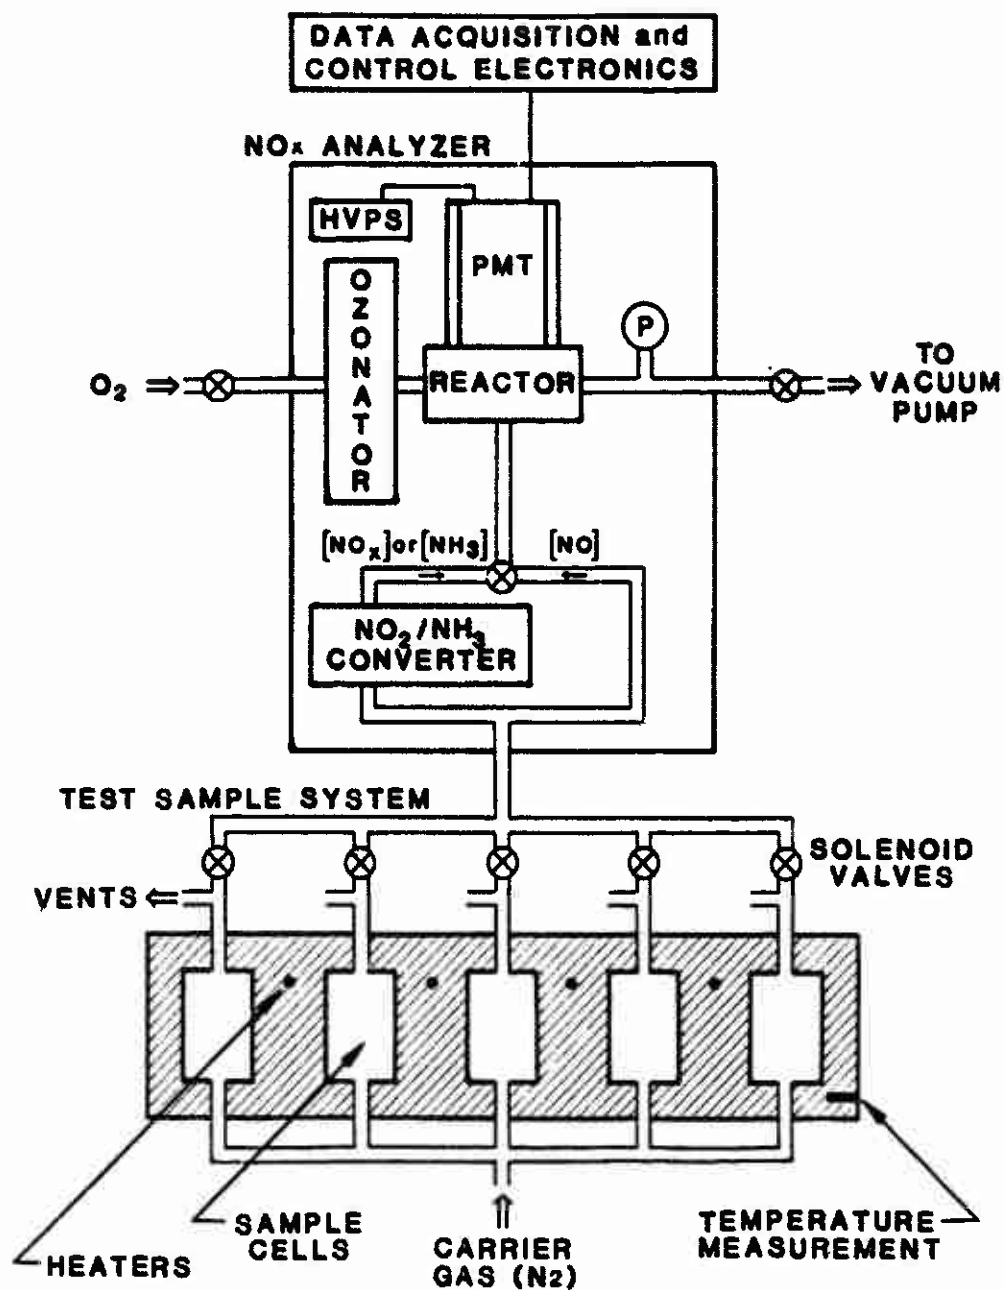 DATA ACQUISITION and
CONTROL ELECTRONICS
NOx ANALYZER
HVPS
PMT
OZONATOR
P
O2
REACTOR
TO
VACUUM
PUMP
[NOx] or [NH3]
[NO]
NO2/NH3
CONVERTER
TEST SAMPLE SYSTEM
SOLENOID
VALVES
VENTS
HEATERS
SAMPLE
CELLS
CARRIER
GAS (N2)
TEMPERATURE
MEASUREMENT